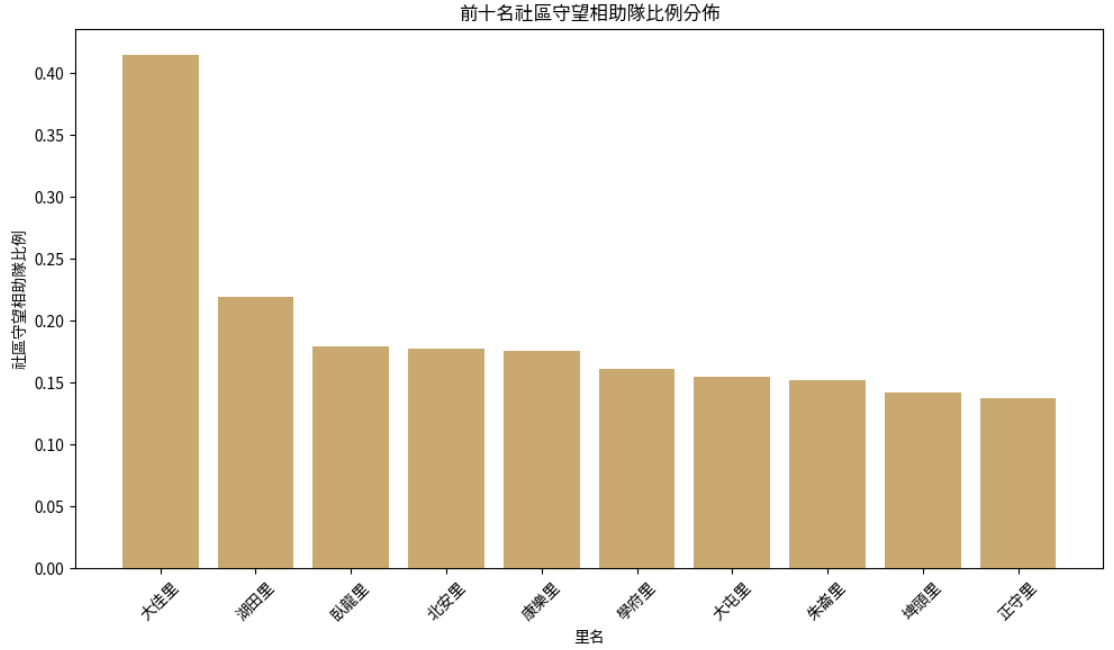 前十名社區守望相助隊比例分佈
社區守望相助隊比例
0.40
0.35
0.30
0.25
0.20
0.15
0.10
0.05
0.00
大佳里
湖田里
臥龍里
北安里
康樂里
學府里
大屯里
朱崙里
埤頭里
正守里
里名